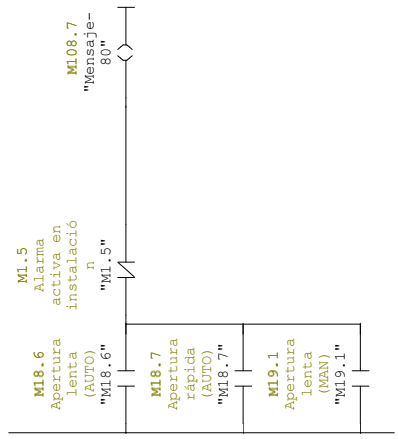 M18.6
Apertura
lenta
(AUTO)
"M18.6"
M1.5
Alarma
activa en
instalació
n
"M1.5"
M108.7
"Mensaje-
80"
M18.7
Apertura
rápida
(AUTO)
"M18.7"
M19.1
Apertura
lenta
(MAN)
"M19.1"